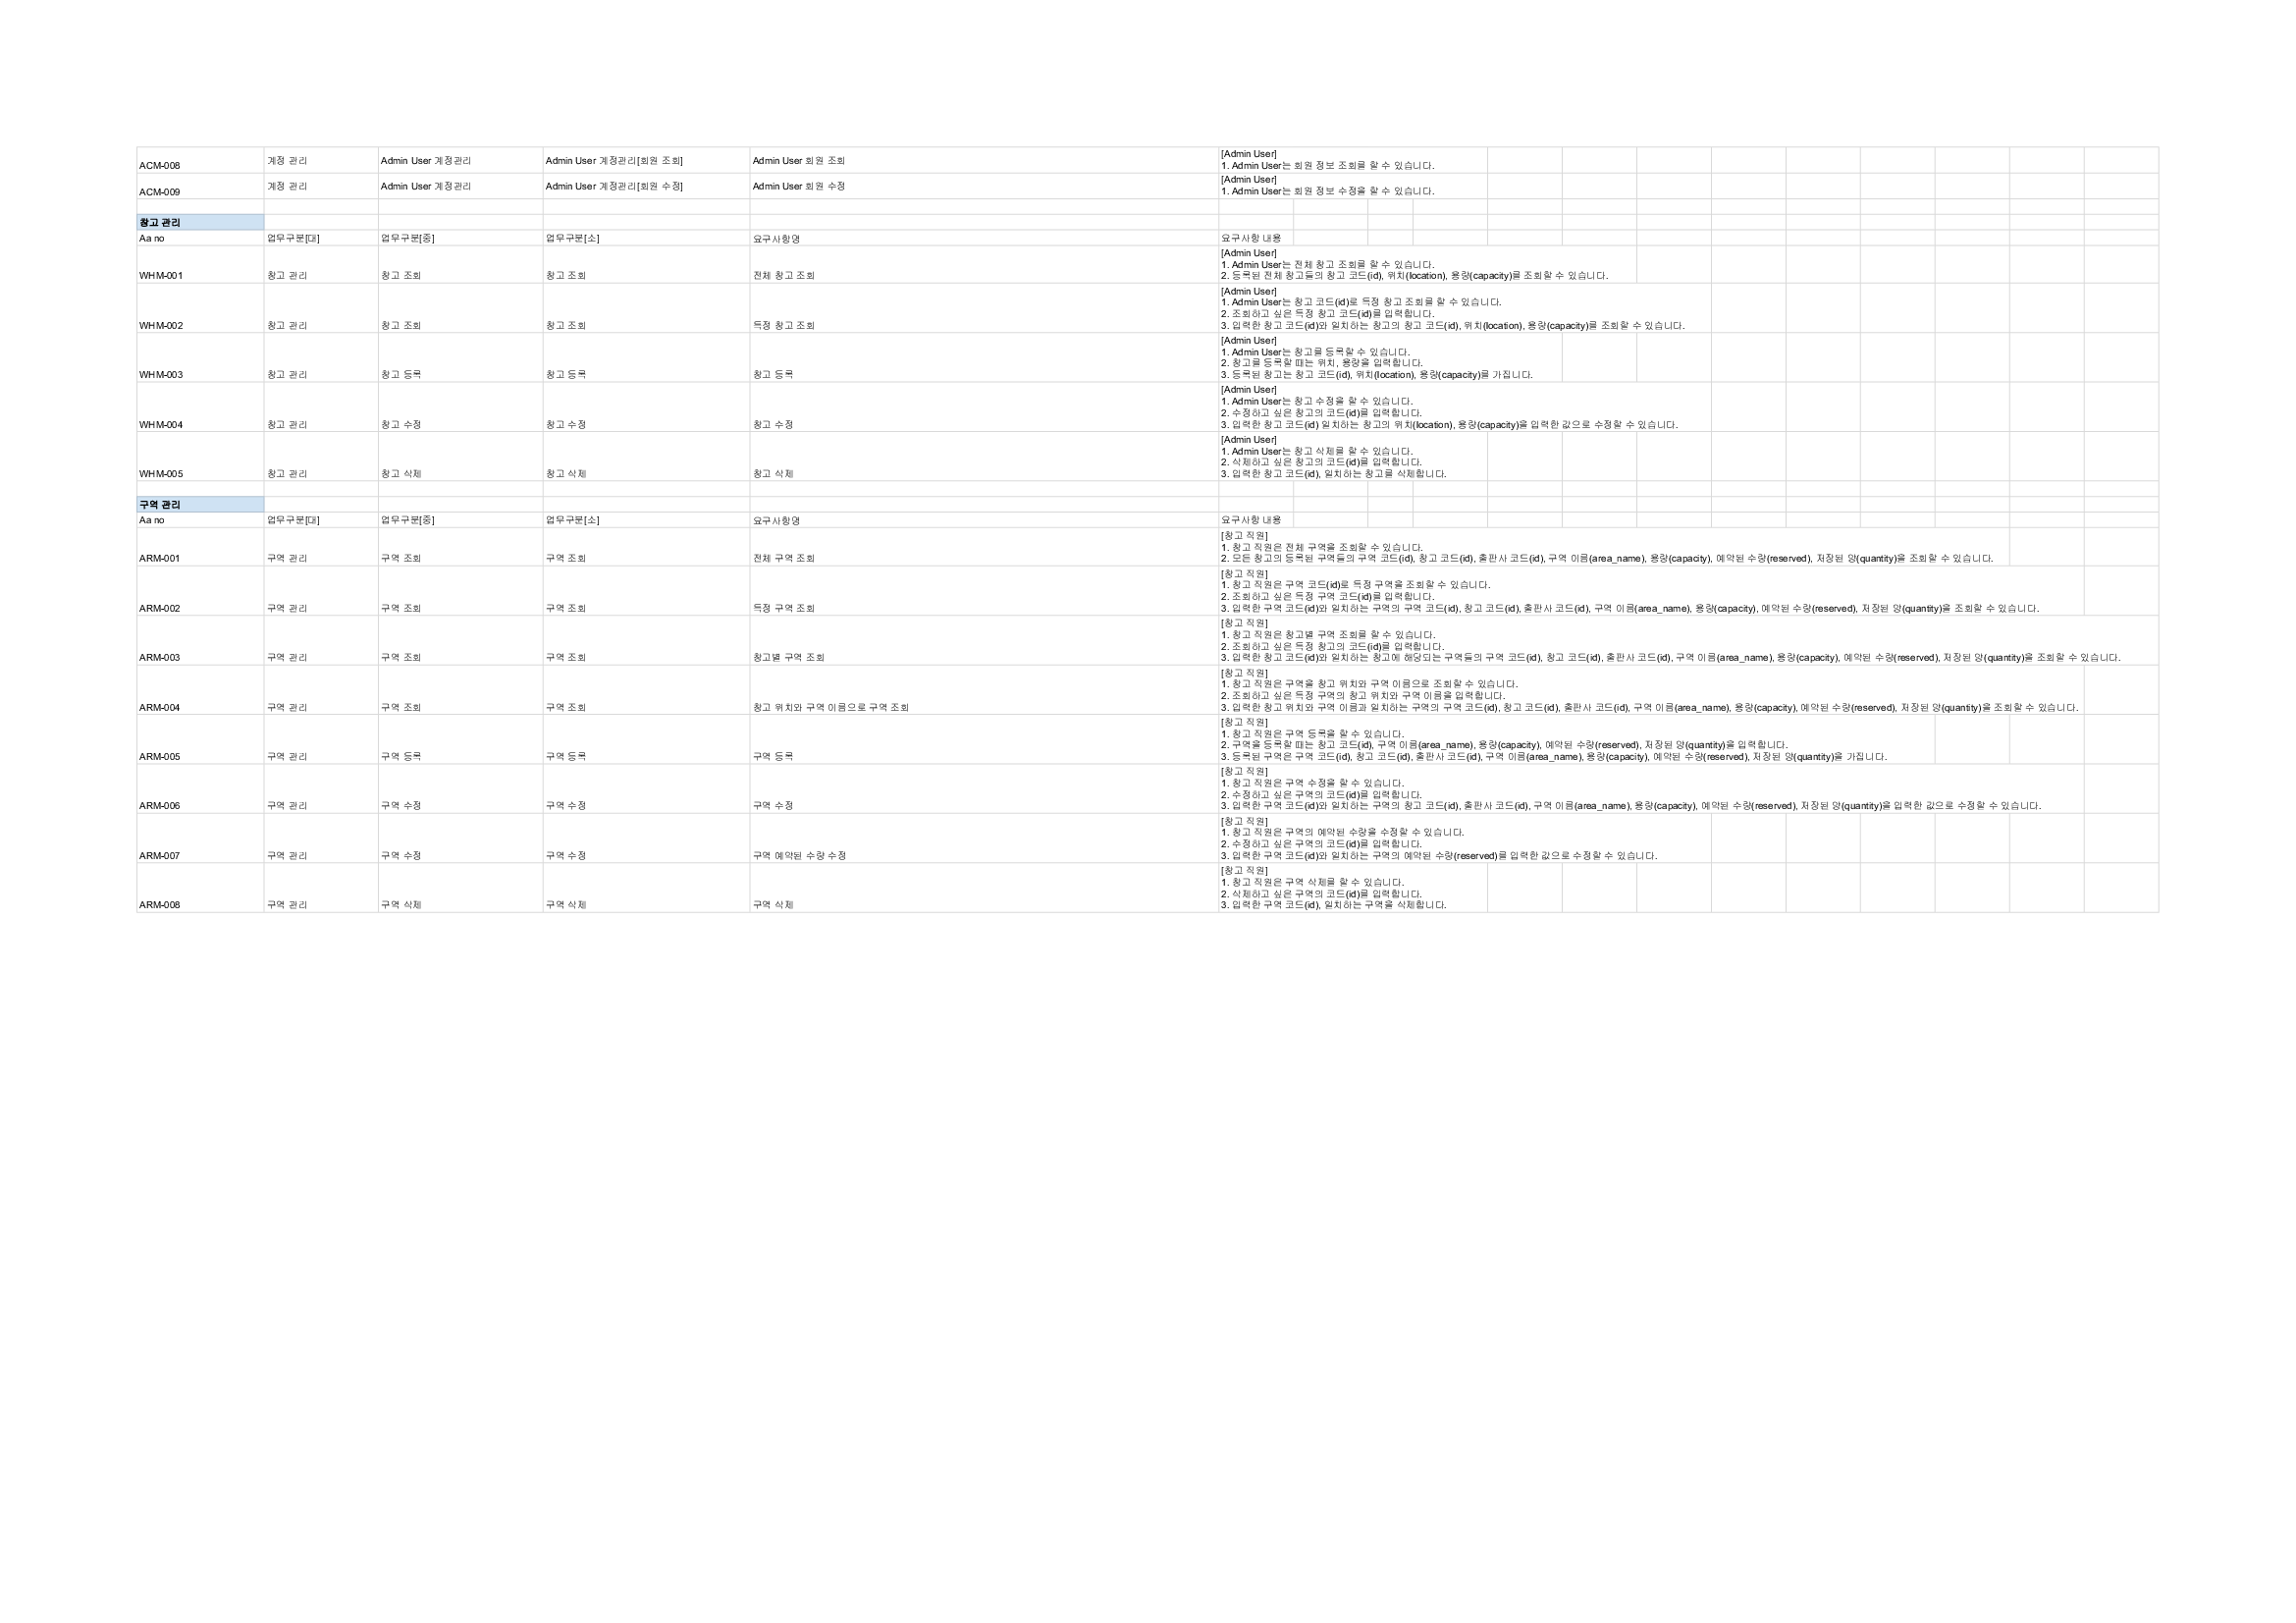 ACM-008 계정 관리 Admin User 계정관리 Admin User 계정관리[회원 조회] Admin User 회원 조회 [Admin User]
1. Admin User는 회원 정보 조회를 할 수 있습니다.
ACM-009 계정 관리 Admin User 계정관리 Admin User 계정관리[회원 수정] Admin User 회원 수정 [Admin User]
1. Admin User는 회원 정보 수정을 할 수 있습니다.
창고 관리
Aa no 업무구분[대] 업무구분[중] 업무구분[소] 요구사항명 요구사항 내용
WHM-001 창고 관리 창고 조회 창고 조회 전체 창고 조회 [Admin User]
1. Admin User는 전체 창고 조회를 할 수 있습니다.
2. 등록된 전체 창고들의 창고 코드(id), 위치(location), 용량(capacity)를 조회할 수 있습니다.
WHM-002 창고 관리 창고 조회 창고 조회 특정 창고 조회 [Admin User]
1. Admin User는 창고 코드(id)로 특정 창고 조회를 할 수 있습니다.
2. 조회하고 싶은 특정 창고 코드(id)를 입력합니다.
3. 입력한 창고 코드(id)와 일치하는 창고의 창고 코드(id), 위치(location), 용량(capacity)를 조회할 수 있습니다.
WHM-003 창고 관리 창고 등록 창고 등록 창고 등록 [Admin User]
1. Admin User는 창고를 등록할 수 있습니다.
2. 창고를 등록할 때는 위치, 용량을 입력합니다.
3. 등록된 창고는 창고 코드(id), 위치(location), 용량(capacity)를 가집니다.
WHM-004 창고 관리 창고 수정 창고 수정 창고 수정 [Admin User]
1. Admin User는 창고 수정을 할 수 있습니다.
2. 수정하고 싶은 창고의 코드(id)를 입력합니다.
3. 입력한 창고 코드(id) 일치하는 창고의 위치(location), 용량(capacity)을 입력한 값으로 수정할 수 있습니다.
WHM-005 창고 관리 창고 삭제 창고 삭제 창고 삭제 [Admin User]
1. Admin User는 창고 삭제를 할 수 있습니다.
2. 삭제하고 싶은 창고의 코드(id)를 입력합니다.
3. 입력한 창고 코드(id), 일치하는 창고를 삭제합니다.
구역 관리
Aa no 업무구분[대] 업무구분[중] 업무구분[소] 요구사항명 요구사항 내용
ARM-001 구역 관리 구역 조회 구역 조회 전체 구역 조회 [창고 직원]
1. 창고 직원은 전체 구역을 조회할 수 있습니다.
2. 모든 창고의 등록된 구역들의 구역 코드(id), 창고 코드(id), 출판사 코드(id), 구역 이름(area_name), 용량(capacity), 예약된 수량(reserved), 저장된 양(quantity)을 조회할 수 있습니다.
ARM-002 구역 관리 구역 조회 구역 조회 특정 구역 조회 [창고 직원]
1. 창고 직원은 구역 코드(id)로 특정 구역을 조회할 수 있습니다.
2. 조회하고 싶은 특정 구역 코드(id)를 입력합니다.
3. 입력한 구역 코드(id)와 일치하는 구역의 구역 코드(id), 창고 코드(id), 출판사 코드(id), 구역 이름(area_name), 용량(capacity), 예약된 수량(reserved), 저장된 양(quantity)을 조회할 수 있습니다.
ARM-003 구역 관리 구역 조회 구역 조회 창고별 구역 조회 [창고 직원]
1. 창고 직원은 창고별 구역 조회를 할 수 있습니다.
2. 조회하고 싶은 특정 창고의 코드(id)를 입력합니다.
3. 입력한 창고 코드(id)와 일치하는 창고에 해당되는 구역들의 구역 코드(id), 창고 코드(id), 출판사 코드(id), 구역 이름(area_name), 용량(capacity), 예약된 수량(reserved), 저장된 양(quantity)을 조회할 수 있습니다.
ARM-004 구역 관리 구역 조회 구역 조회 창고 위치와 구역 이름으로 구역 조회 [창고 직원]
1. 창고 직원은 구역을 창고 위치와 구역 이름으로 조회할 수 있습니다.
2. 조회하고 싶은 특정 구역의 창고 위치와 구역 이름을 입력합니다.
3. 입력한 창고 위치와 구역 이름과 일치하는 구역의 구역 코드(id), 창고 코드(id), 출판사 코드(id), 구역 이름(area_name), 용량(capacity), 예약된 수량(reserved), 저장된 양(quantity)을 조회할 수 있습니다.
ARM-005 구역 관리 구역 등록 구역 등록 구역 등록 [창고 직원]
1. 창고 직원은 구역 등록을 할 수 있습니다.
2. 구역을 등록할 때는 창고 코드(id), 구역 이름(area_name), 용량(capacity), 예약된 수량(reserved), 저장된 양(quantity)을 입력합니다.
3. 등록된 구역은 구역 코드(id), 창고 코드(id), 출판사 코드(id), 구역 이름(area_name), 용량(capacity), 예약된 수량(reserved), 저장된 양(quantity)을 가집니다.
ARM-006 구역 관리 구역 수정 구역 수정 구역 수정 [창고 직원]
1. 창고 직원은 구역 수정을 할 수 있습니다.
2. 수정하고 싶은 구역의 코드(id)를 입력합니다.
3. 입력한 구역 코드(id)와 일치하는 구역의 창고 코드(id), 출판사 코드(id), 구역 이름(area_name), 용량(capacity), 예약된 수량(reserved), 저장된 양(quantity)을 입력한 값으로 수정할 수 있습니다.
ARM-007 구역 관리 구역 수정 구역 수정 구역 예약된 수량 수정 [창고 직원]
1. 창고 직원은 구역의 예약된 수량을 수정할 수 있습니다.
2. 수정하고 싶은 구역의 코드(id)를 입력합니다.
3. 입력한 구역 코드(id)와 일치하는 구역의 예약된 수량(reserved)를 입력한 값으로 수정할 수 있습니다.
ARM-008 구역 관리 구역 삭제 구역 삭제 구역 삭제 [창고 직원]
1. 창고 직원은 구역 삭제를 할 수 있습니다.
2. 삭제하고 싶은 구역의 코드(id)를 입력합니다.
3. 입력한 구역 코드(id), 일치하는 구역을 삭제합니다.